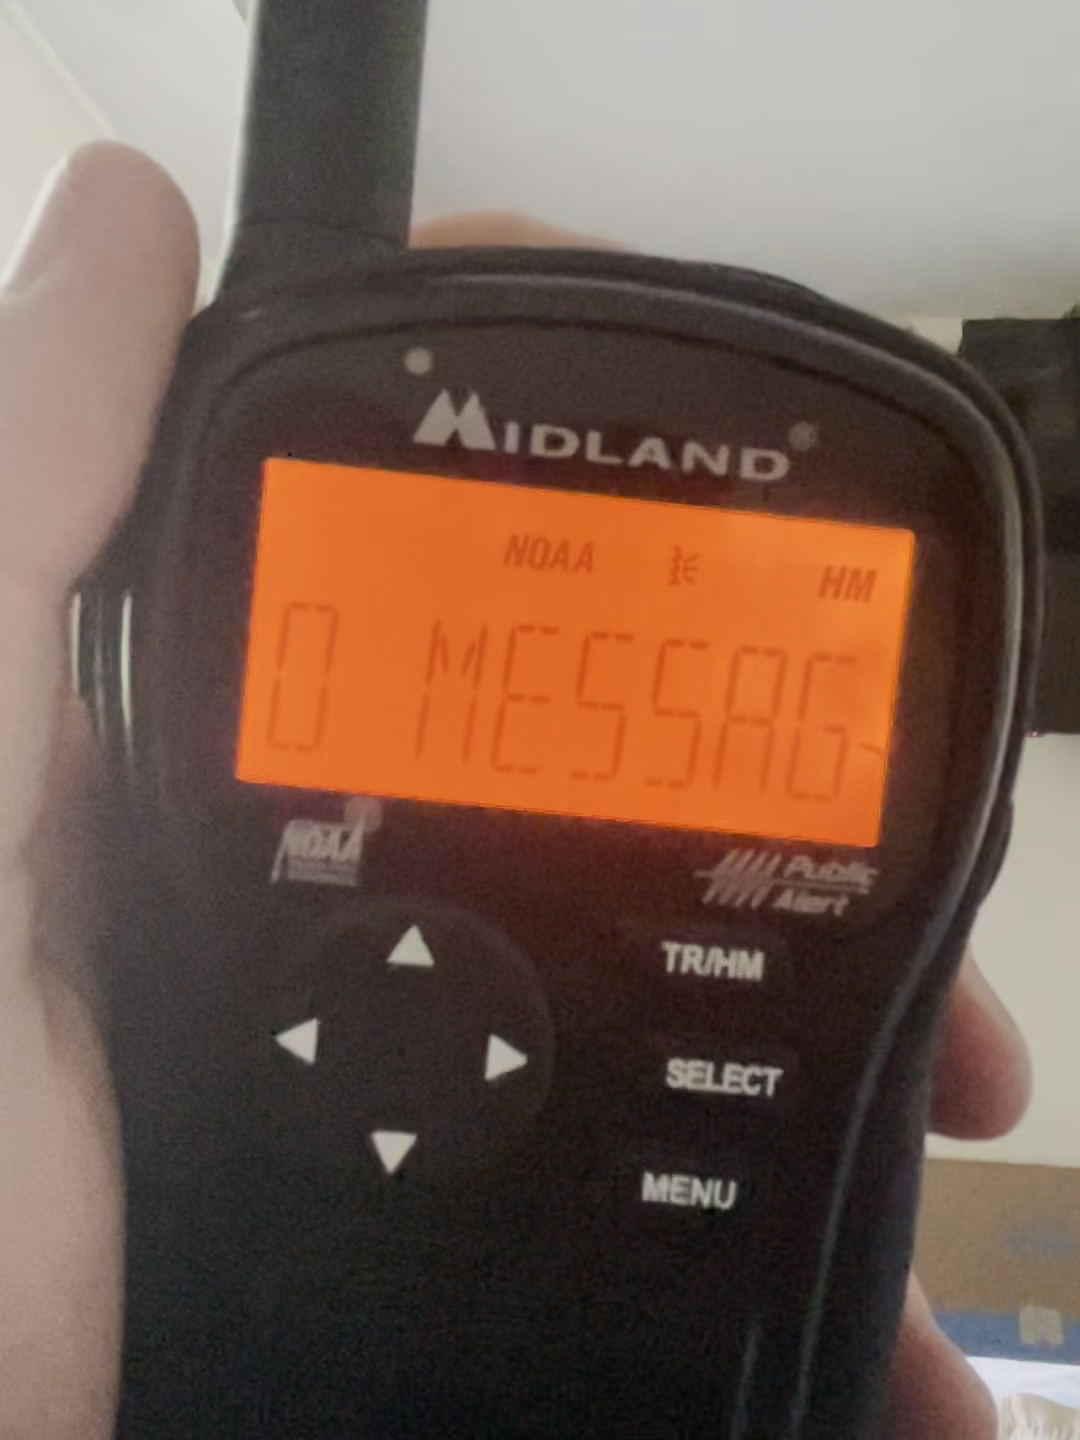 MIDLAND®
NOAA HM
0 MESSAG
NOAA
Public
Alert
TR/HM
SELECT
MENU